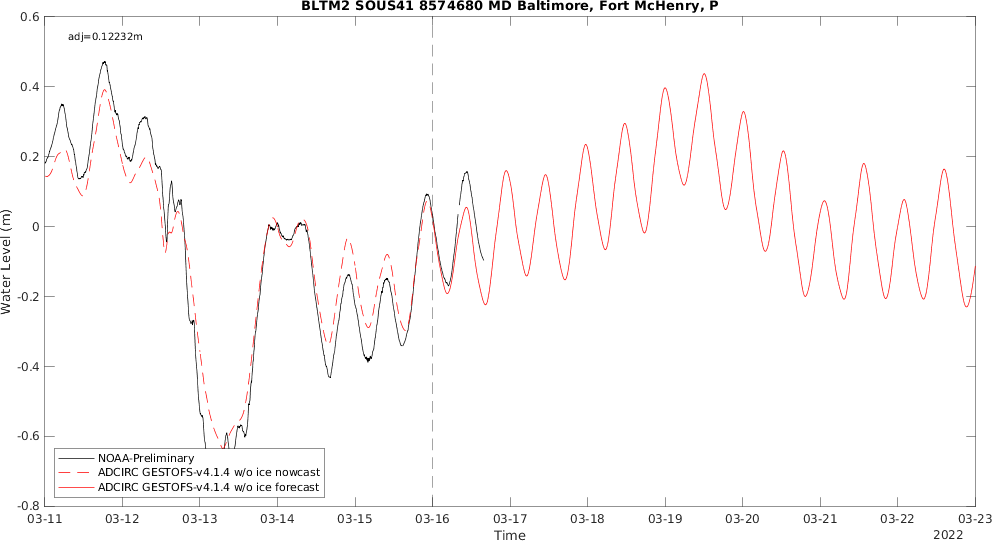 BLTM2 SOUS41 8574680 MD Baltimore, Fort McHenry, P
adj=0.12232m
0.6
0.4
0.2
0
-0.2
-0.4
-0.6
-0.8
Water Level (m)
NOAA-Preliminary
ADCIRC GESTOFS-v4.1.4 w/o ice nowcast
ADCIRC GESTOFS-v4.1.4 w/o ice forecast
03-11 03-12 03-13 03-14 03-15 03-16 03-17 03-18 03-19 03-20 03-21 03-22 03-23
Time
2022